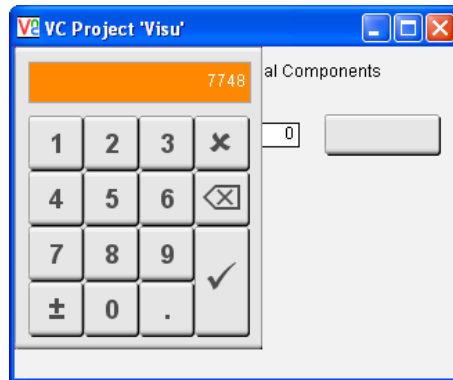 VC Project 'Visu'
7748
al Components
1 2 3
0
4 5 6
7 8 9
± 0 .